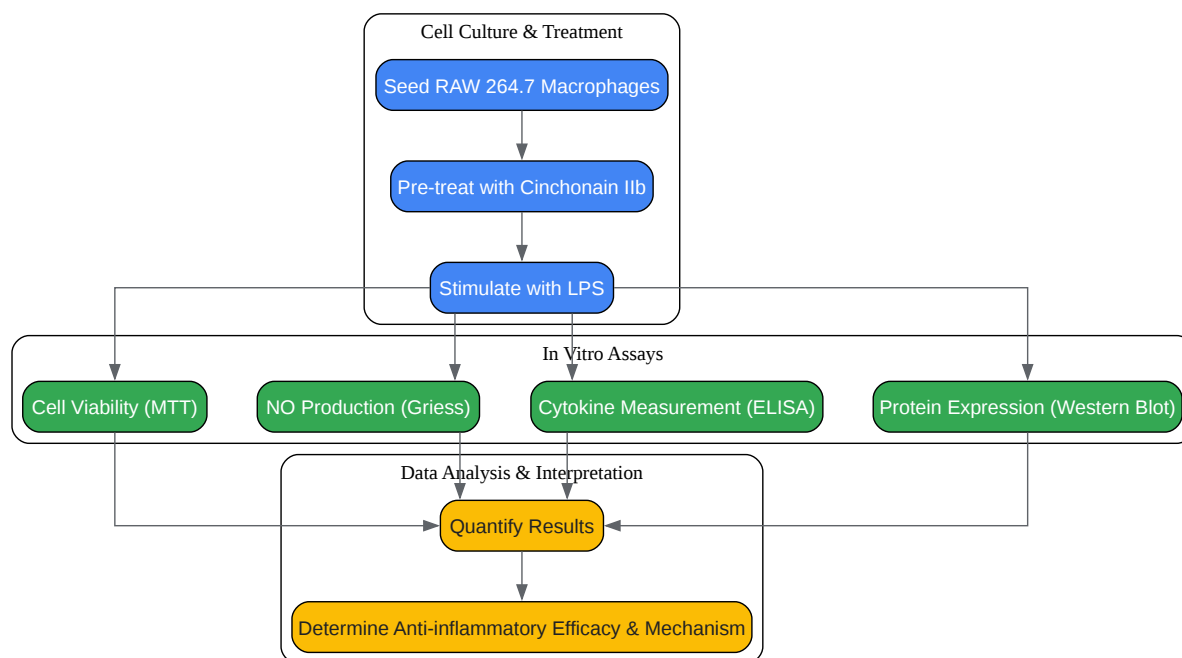 Cell Culture & Treatment
Seed RAW 264.7 Macrophages
Pre-treat with Cinchonain IIb
Stimulate with LPS
In Vitro Assays
Cell Viability (MTT)
NO Production (Griess)
Cytokine Measurement (ELISA)
Protein Expression (Western Blot)
Data Analysis & Interpretation
Quantify Results
Determine Anti-inflammatory Efficacy & Mechanism